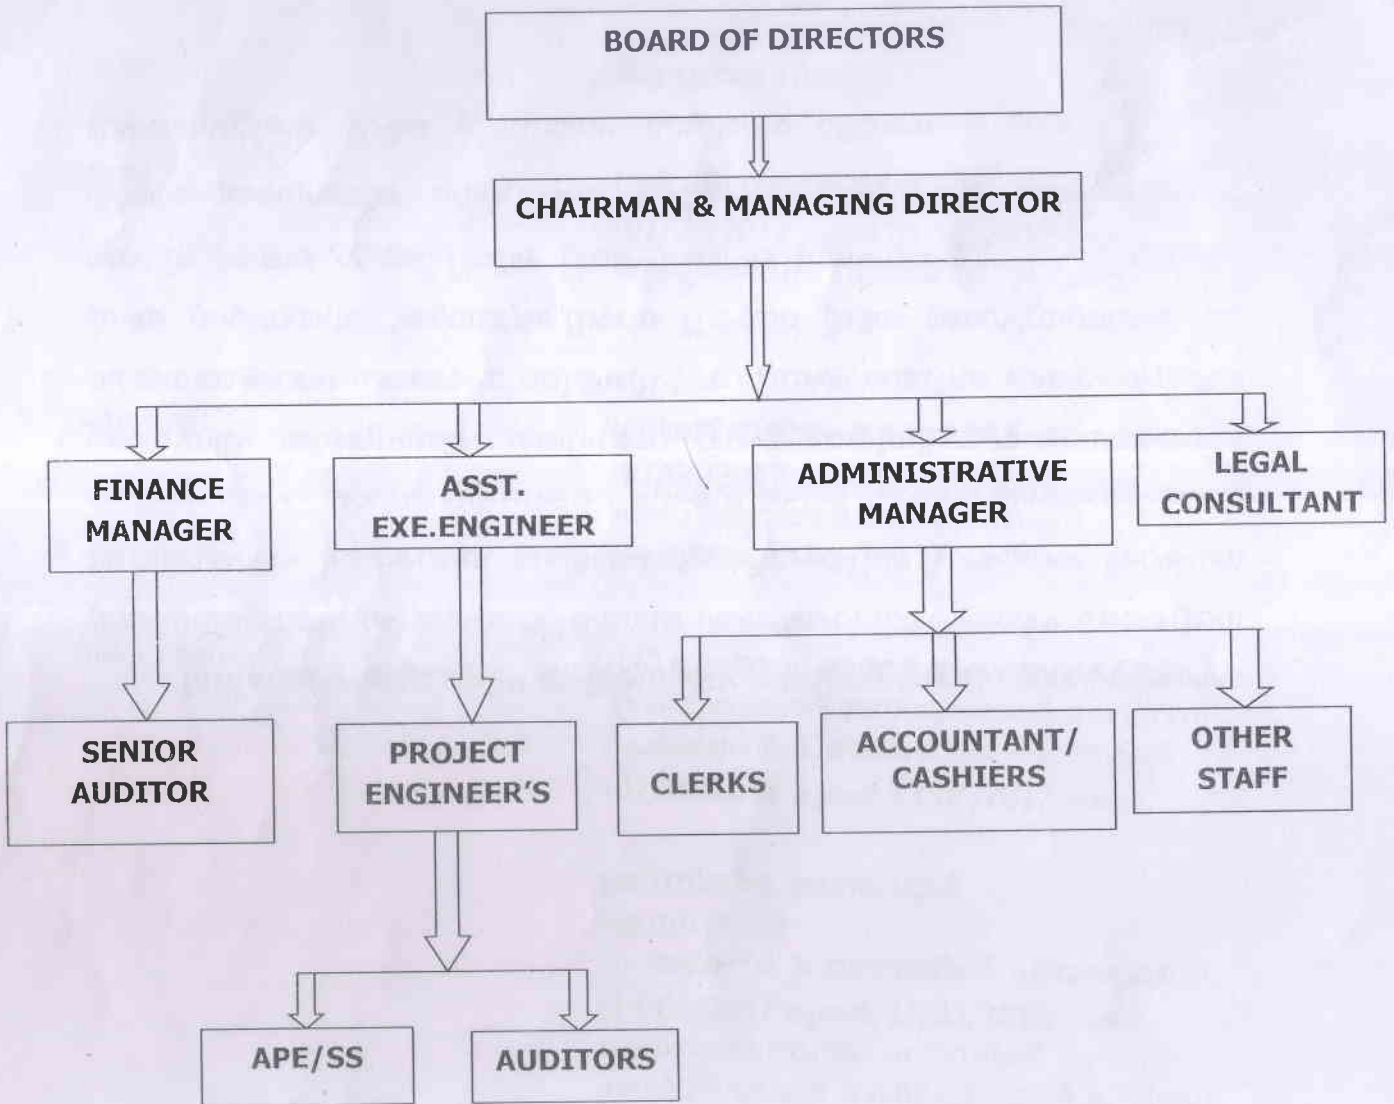 BOARD OF DIRECTORS
CHAIRMAN & MANAGING DIRECTOR
FINANCE
MANAGER
ASST.
EXE.ENGINEER
ADMINISTRATIVE
MANAGER
LEGAL
CONSULTANT
SENIOR
AUDITOR
PROJECT
ENGINEER'S
CLERKS
ACCOUNTANT/
CASHIERS
OTHER
STAFF
APE/SS
AUDITORS